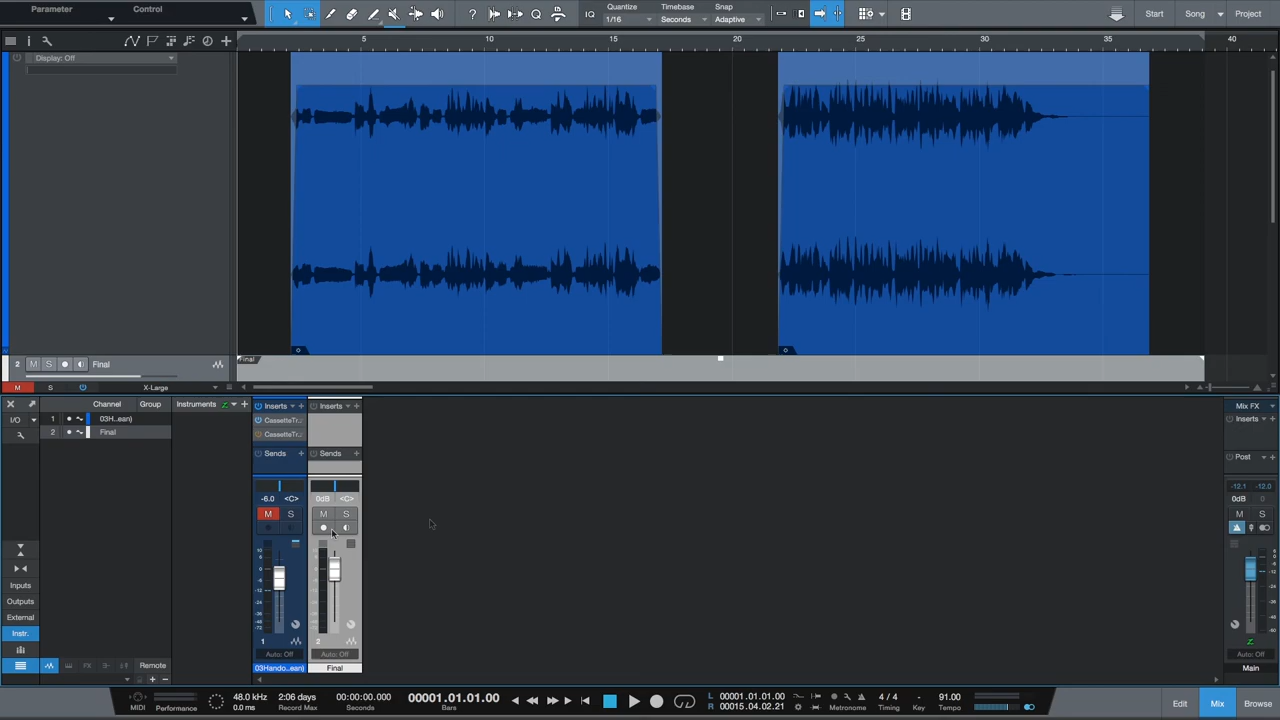 Parameter Control
Quantize Timebase Snap
IQ 1/16 Seconds Adaptive
Start Song Project
Display: Off
5 10 15 20 25 30 35 40
2 M S Final
Final
M S X-Large
Channel Group Instruments Z
I/O
1 03H..ean)
2 Final
Inputs
Outputs
External
Instr.
Remote
Inserts Inserts
CassetteTr..
CassetteTr..
Sends Sends
-6.0 <C> 0dB <C>
M S M S
1 2
Auto: Off Auto: Off
03Hando...ean) Final
Mix FX
Inserts
Post
-12.1 -12.0
0dB 0
M S
Auto: Off
Main
MIDI Performance
48.0 kHz 2:06 days 00:00:00.000 00001.01.01.00
0.0 ms Record Max Seconds Bars
L 00001.01.01.00
R 00015.04.02.21
4 / 4 - 91.00
Metronome Timing Key Tempo
Edit Mix Browse